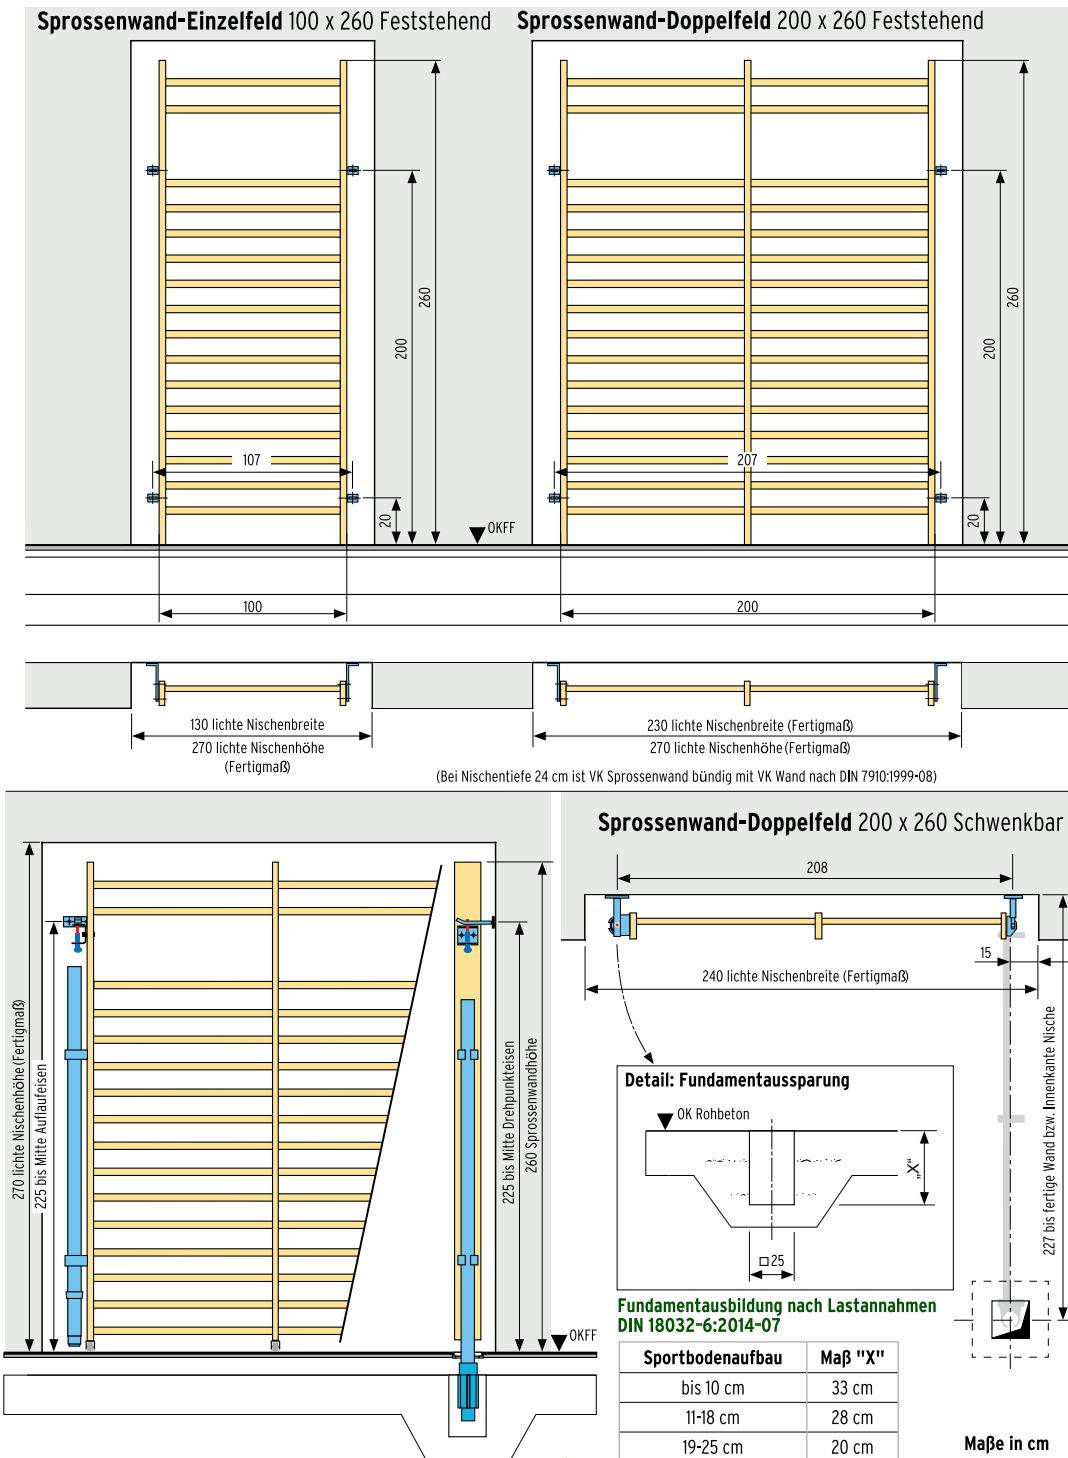 Sprossenwand-Einzelfeld 100 x 260 Feststehend
Sprossenwand-Doppelfeld 200 x 260 Feststehend
260
200
107
20
OKFF
100
260
200
207
20
200
130 lichte Nischenbreite
270 lichte Nischenhöhe
(Fertigmaß)
230 lichte Nischenbreite (Fertigmaß)
270 lichte Nischenhöhe (Fertigmaß)
(Bei Nischentiefe 24 cm ist VK Sprossenwand bündig mit VK Wand nach DIN 7910:1999-08)
270 lichte Nischenhöhe (Fertigmaß)
225 bis Mitte Auflaufeisen
225 bis Mitte Drehpunkteisen
260 Sprossenwandhöhe
OKFF
Sprossenwand-Doppelfeld 200 x 260 Schwenkbar
208
15
240 lichte Nischenbreite (Fertigmaß)
227 bis fertige Wand bzw. Innenkante Nische
Detail: Fundamentaussparung
OK Rohbeton
„X“
□ 25
Fundamentausbildung nach Lastannahmen
DIN 18032-6:2014-07
Sportbodenaufbau Maß "X"
bis 10 cm 33 cm
11-18 cm 28 cm
19-25 cm 20 cm
Maße in cm